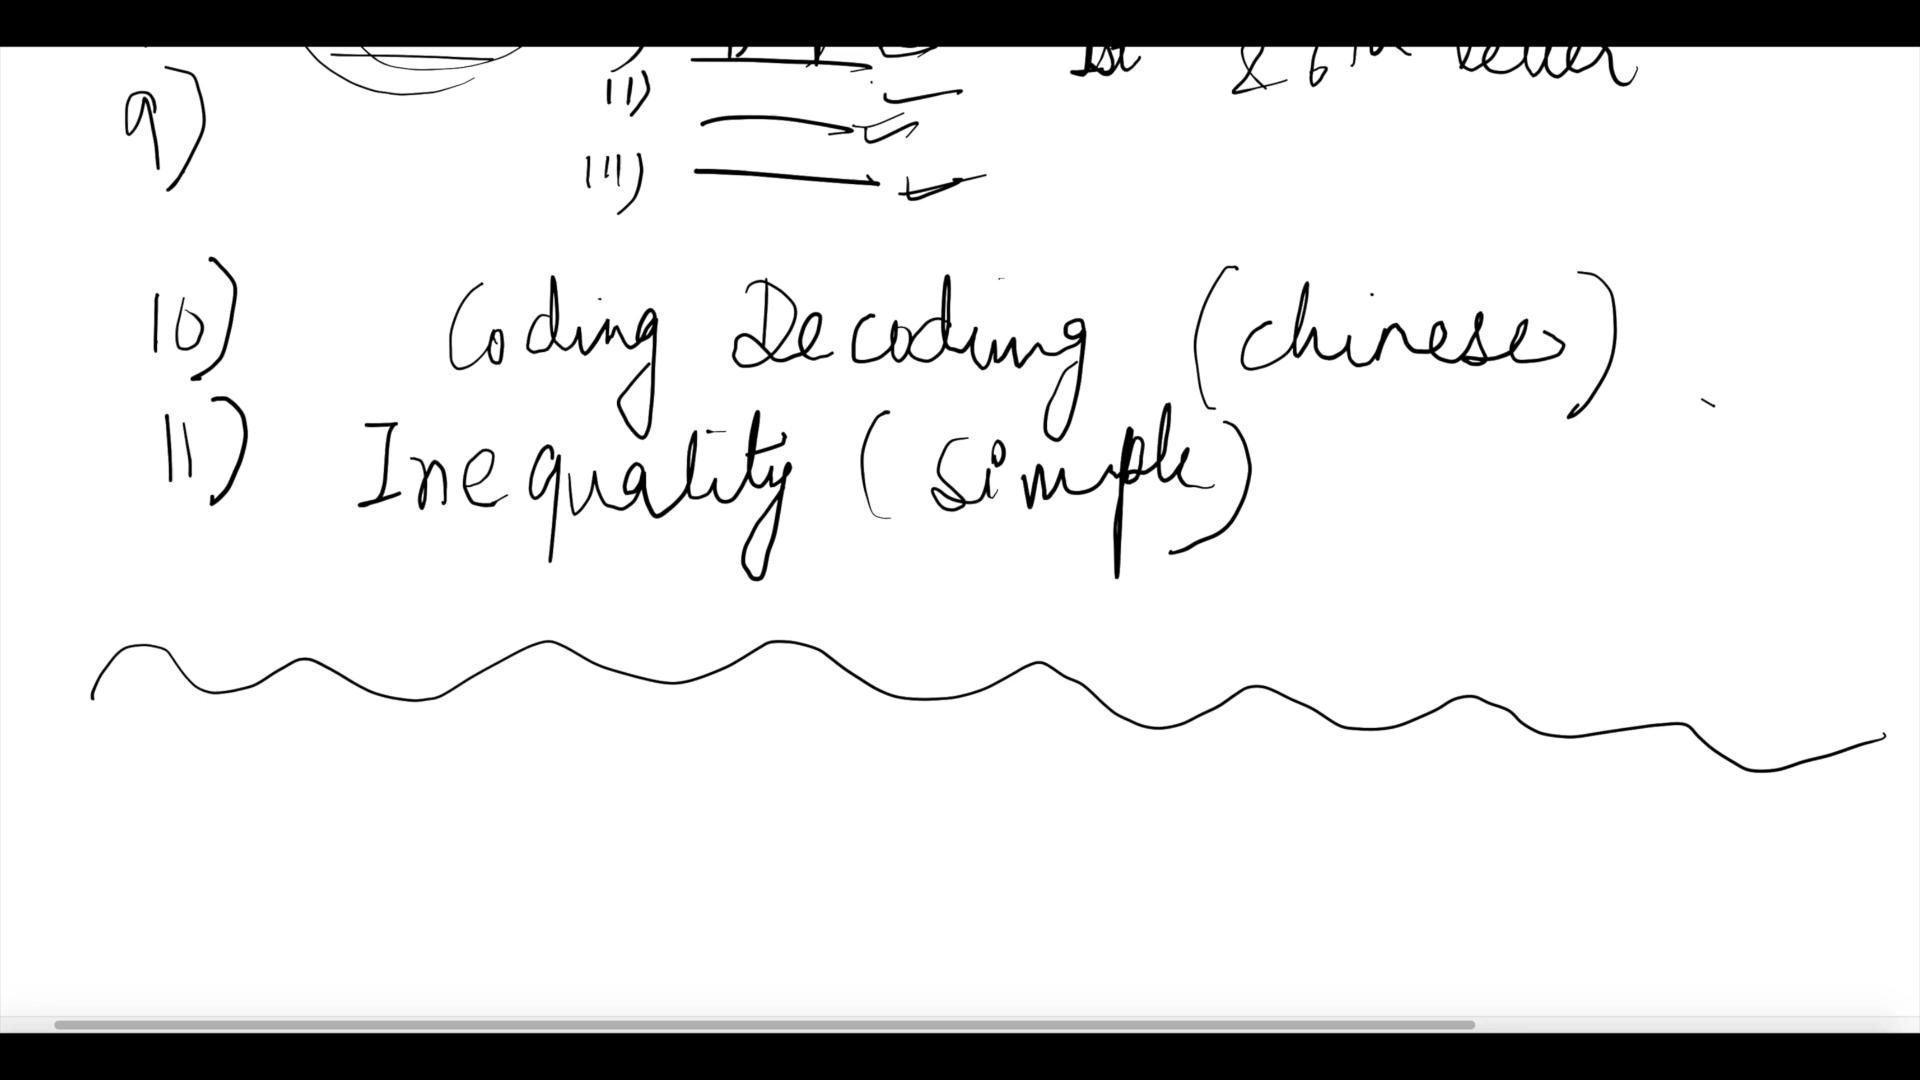 1st & 6th letter
9)
ii)
iii)
10) Coding Decoding (Chinese)
11) Inequality (simple)